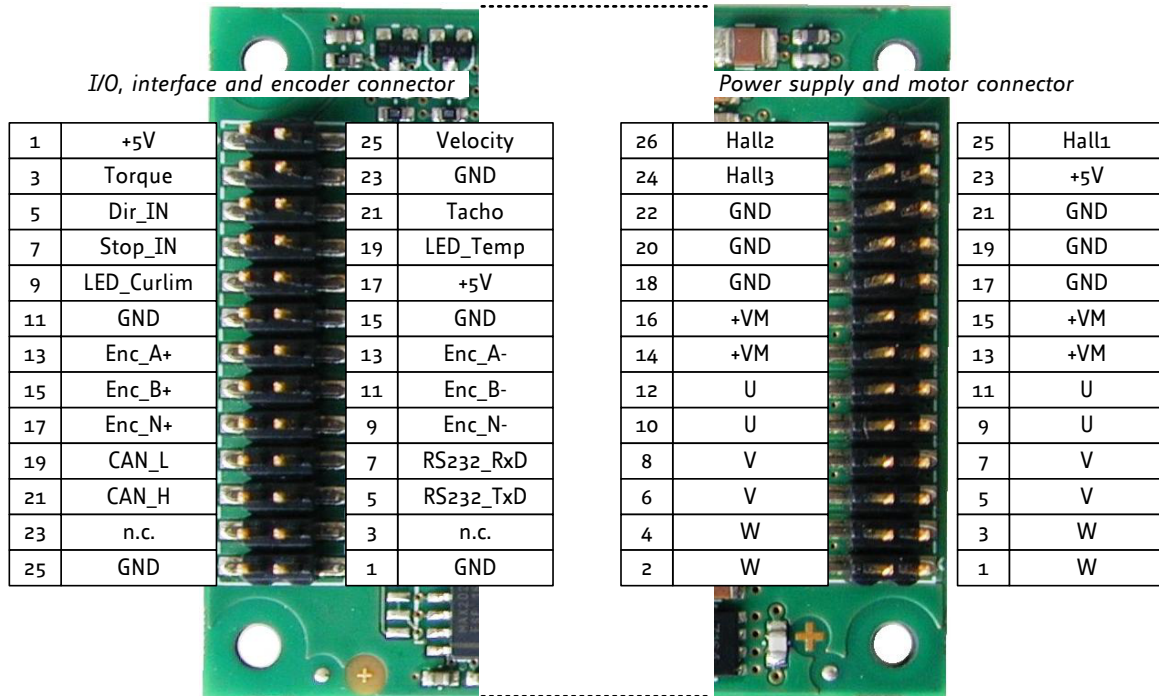 I/O, interface and encoder connector
Power supply and motor connector
1 +5V 25 Velocity 26 Hall2 25 Hall1
3 Torque 23 GND 24 Hall3 23 +5V
5 Dir_IN 21 Tacho 22 GND 21 GND
7 Stop_IN 19 LED_Temp 20 GND 19 GND
9 LED_Curlim 17 +5V 18 GND 17 GND
11 GND 15 GND 16 +VM 15 +VM
13 Enc_A+ 13 Enc_A- 14 +VM 13 +VM
15 Enc_B+ 11 Enc_B- 12 U 11 U
17 Enc_N+ 9 Enc_N- 10 U 9 U
19 CAN_L 7 RS232_RxD 8 V 7 V
21 CAN_H 5 RS232_TxD 6 V 5 V
23 n.c. 3 n.c. 4 W 3 W
25 GND 1 GND 2 W 1 W